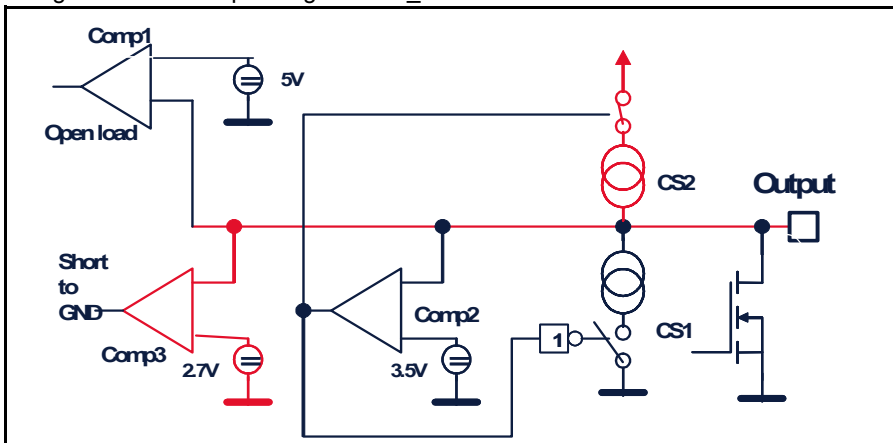 Comp1
5V
Open load
CS2
Output
Short
to
GND
Comp2
1
CS1
Comp3
2.7V
3.5V